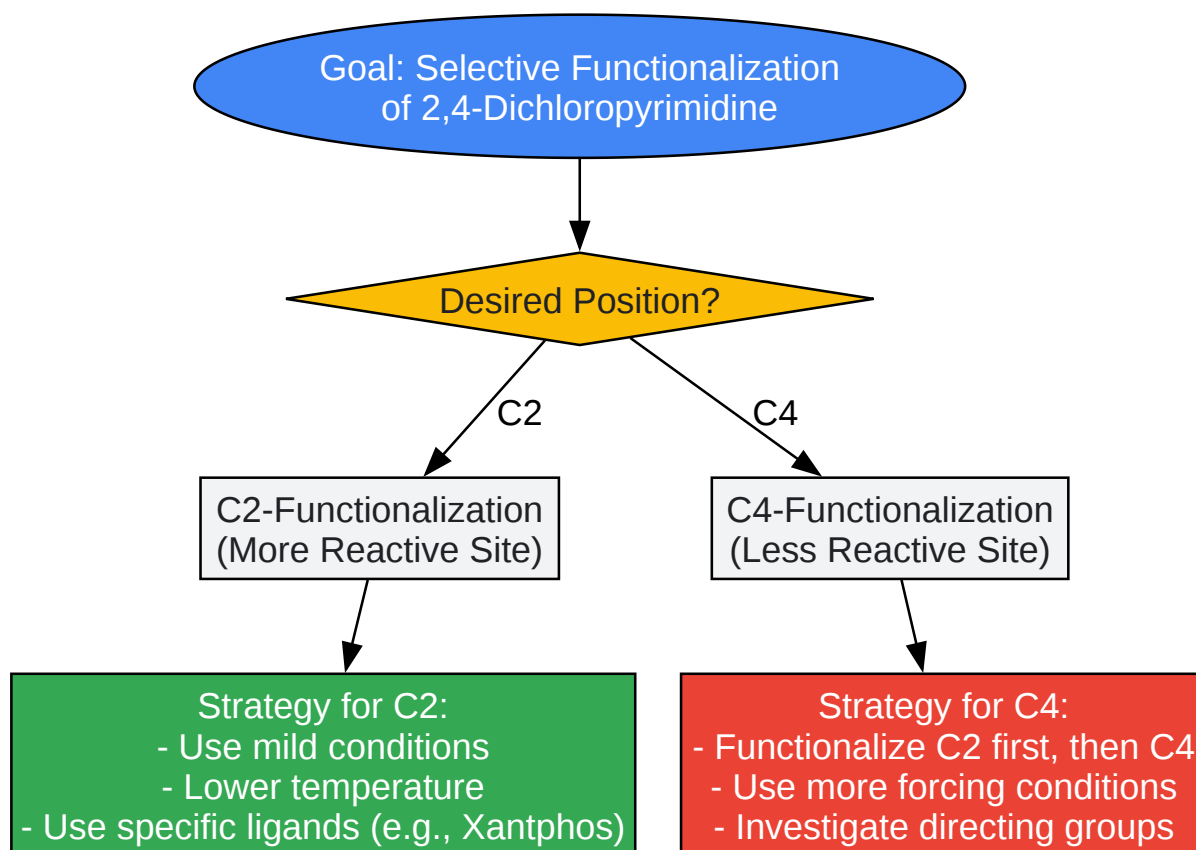 Goal: Selective Functionalization
of 2,4-Dichloropyrimidine
Desired Position?
C2
C4
C2-Functionalization
(More Reactive Site)
C4-Functionalization
(Less Reactive Site)
Strategy for C2:
- Use mild conditions
- Lower temperature
- Use specific ligands (e.g., Xantphos)
Strategy for C4:
- Functionalize C2 first, then C4
- Use more forcing conditions
- Investigate directing groups